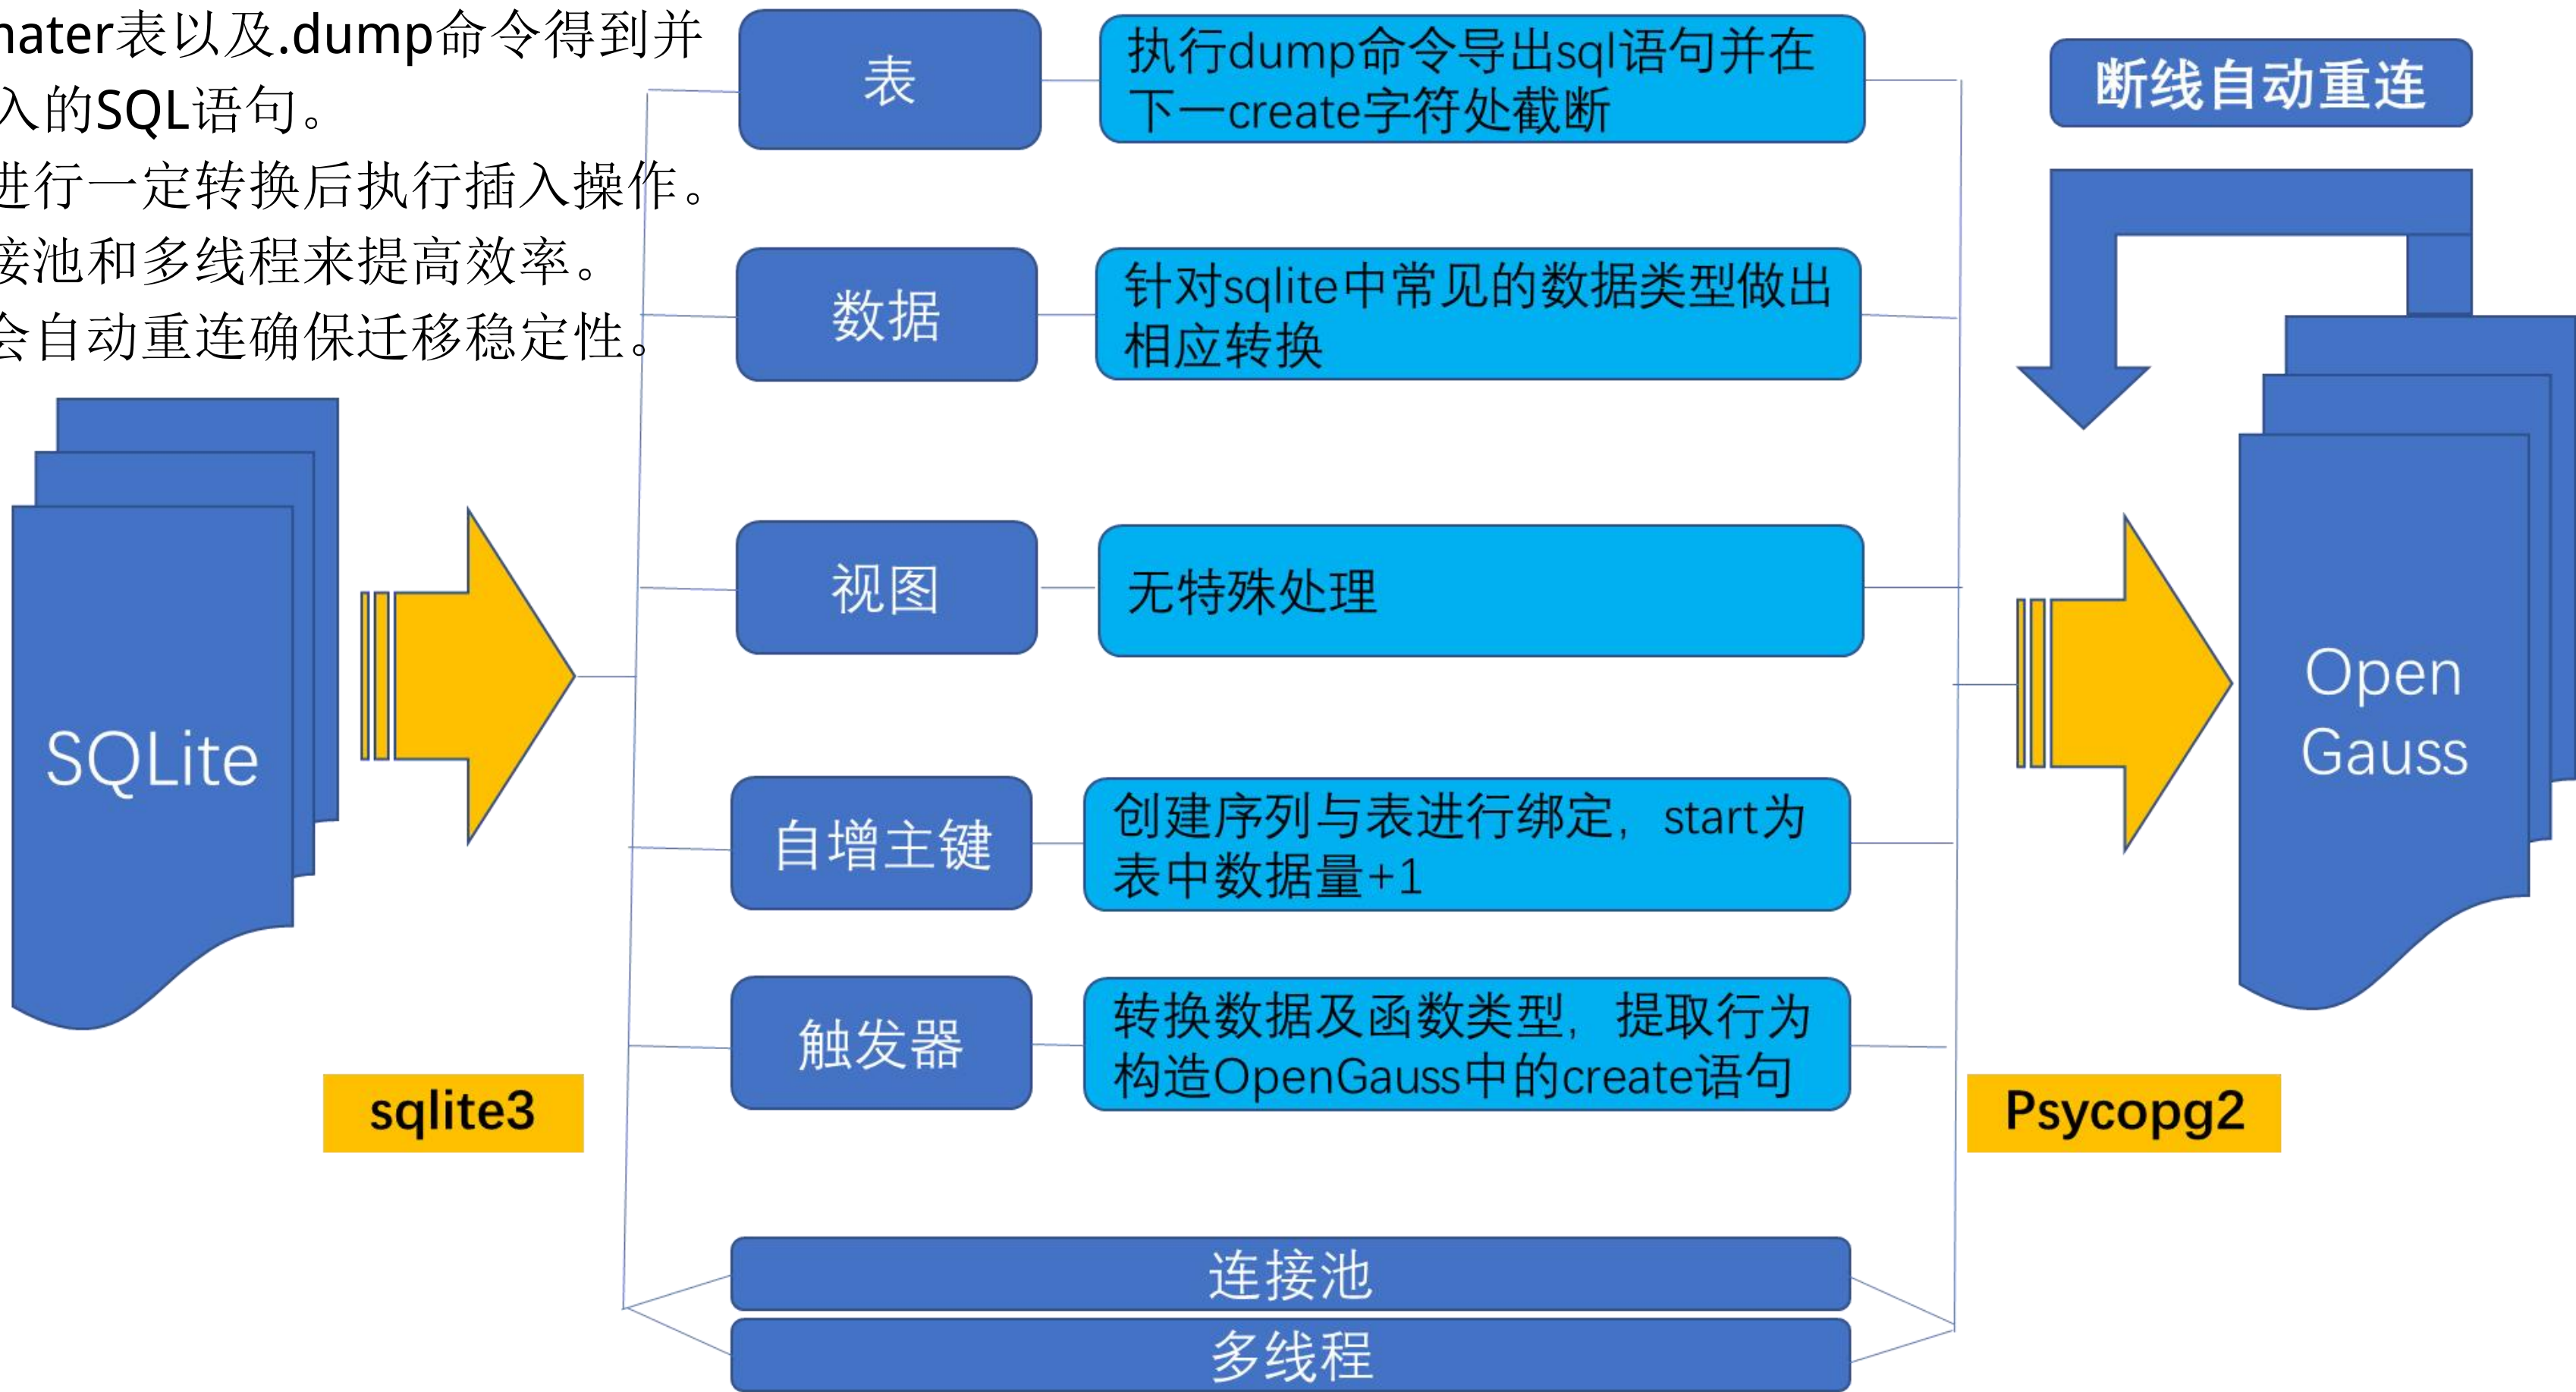 mater表以及.dump命令得到并
入的SQL语句。
进行一定转换后执行插入操作。
接池和多线程来提高效率。
会自动重连确保迁移稳定性。
SQLite
sqlite3
表
执行dump命令导出sql语句并在
下一create字符处截断
数据
针对sqlite中常见的数据类型做出
相应转换
视图
无特殊处理
自增主键
创建序列与表进行绑定，start为
表中数据量+1
触发器
转换数据及函数类型，提取行为
构造OpenGauss中的create语句
连接池
多线程
断线自动重连
Open
Gauss
Psycopg2